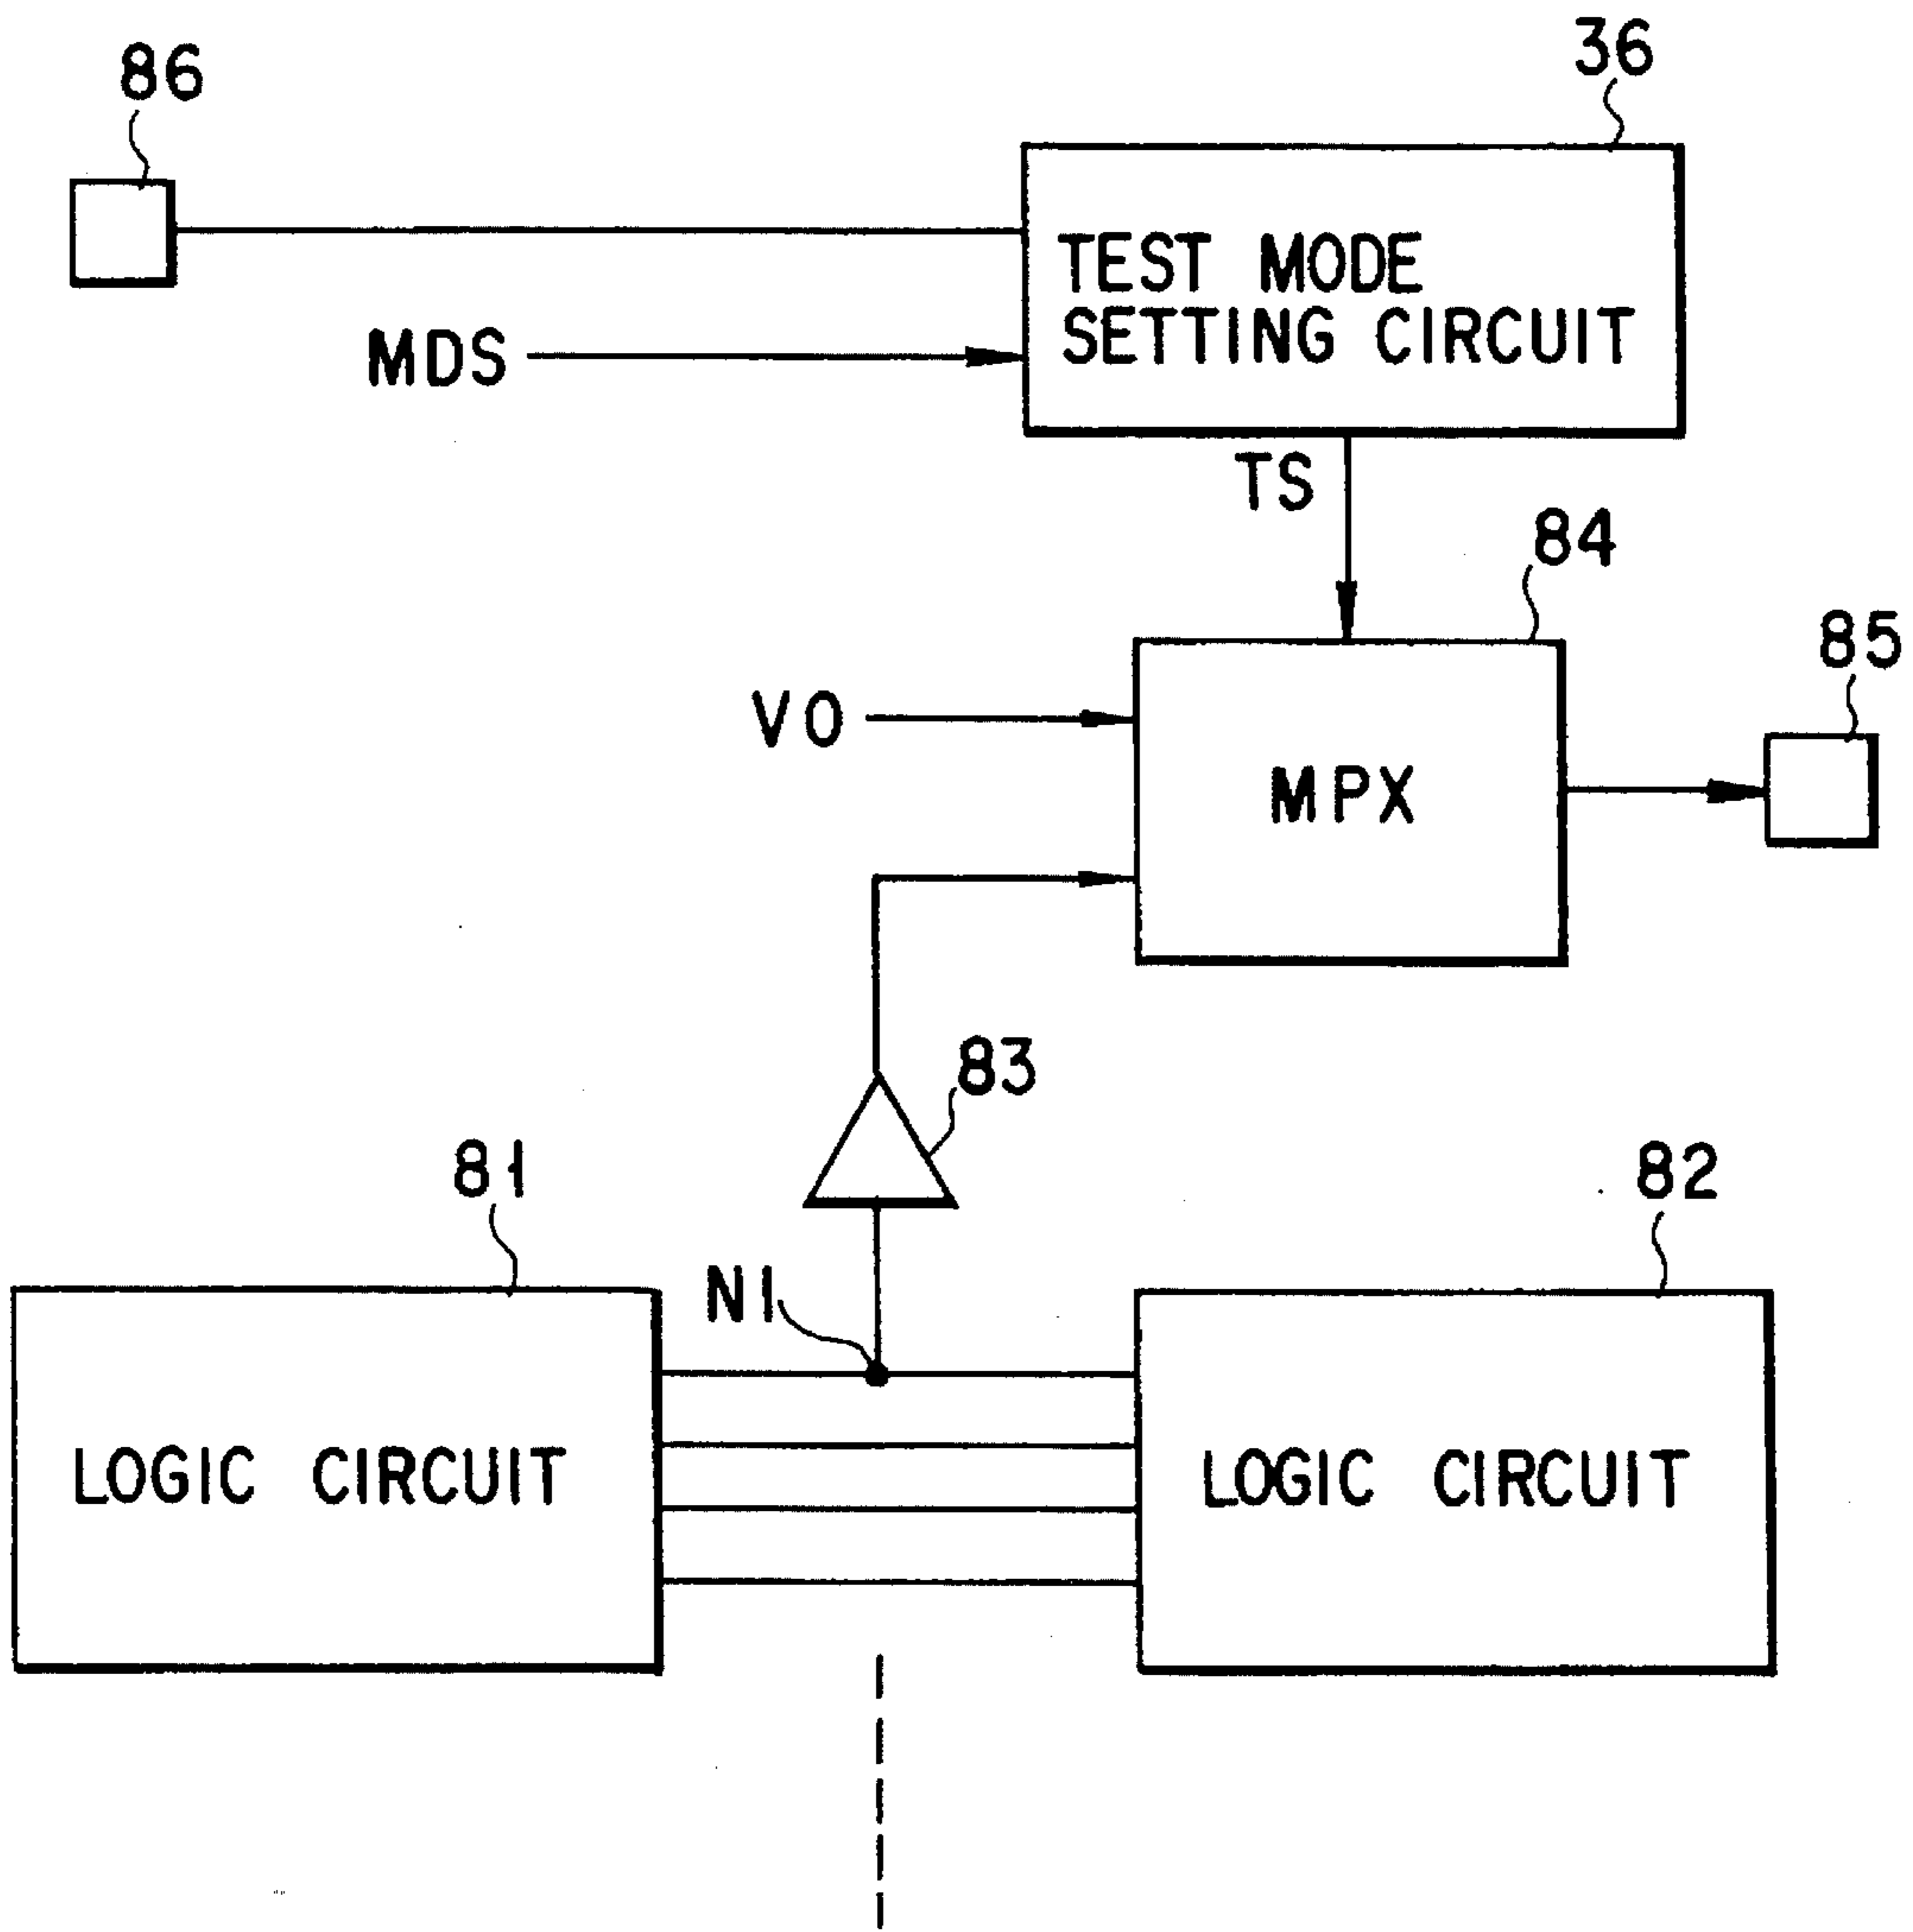 36
86
TEST MODE
SETTING CIRCUIT
MDS
TS
84
85
VO
MPX
83
81
82
N1
LOGIC CIRCUIT
LOGIC CIRCUIT